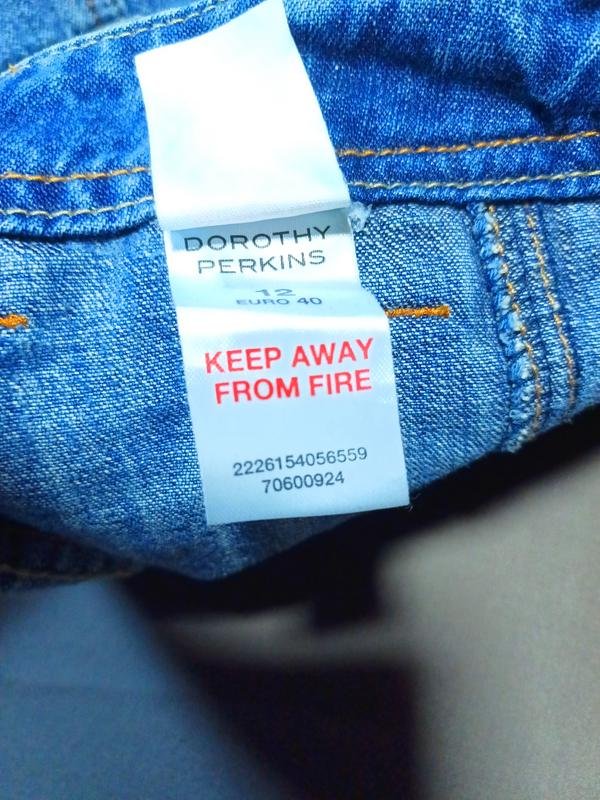 DOROTHY
PERKINS
12
EURO 40
KEEP AWAY
FROM FIRE
2226154056559
70600924